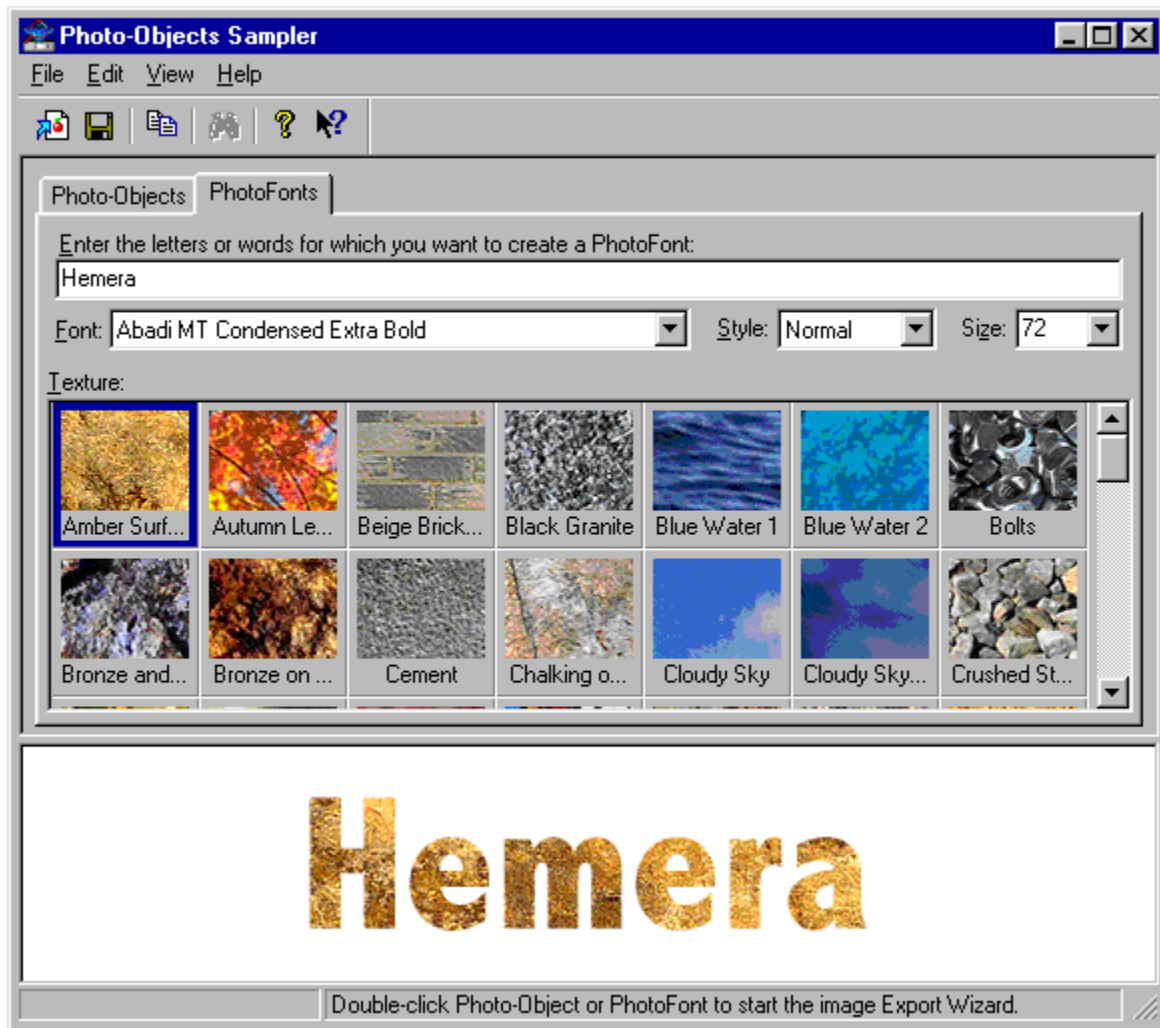 Photo-Objects Sampler
File Edit View Help
Photo-Objects PhotoFonts
Enter the letters or words for which you want to create a PhotoFont:
Hemera
Font: Abadi MT Condensed Extra Bold Style: Normal Size: 72
Texture:
Amber Surf... Autumn Le... Beige Brick... Black Granite Blue Water 1 Blue Water 2 Bolts
Bronze and... Bronze on ... Cement Chalking o... Cloudy Sky Cloudy Sky... Crushed St...
Hemera
Double-click Photo-Object or PhotoFont to start the image Export Wizard.